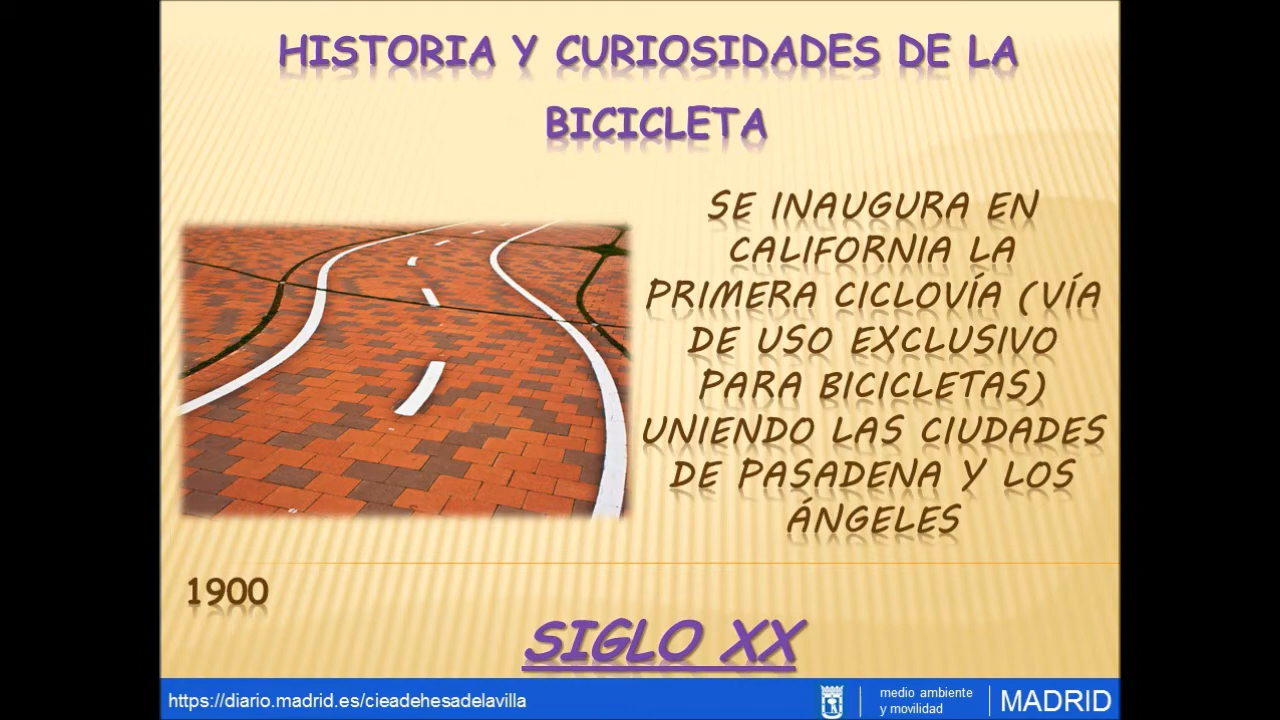 HISTORIA Y CURIOSIDADES DE LA
BICICLETA
SE INAUGURA EN
CALIFORNIA LA
PRIMERA CICLOVÍA (VÍA
DE USO EXCLUSIVO
PARA BICICLETAS)
UNIENDO LAS CIUDADES
DE PASADENA Y LOS
ÁNGELES
1900
SIGLO XX
https://diario.madrid.es/cieadehesadelavilla
medio ambiente
y movilidad
MADRID